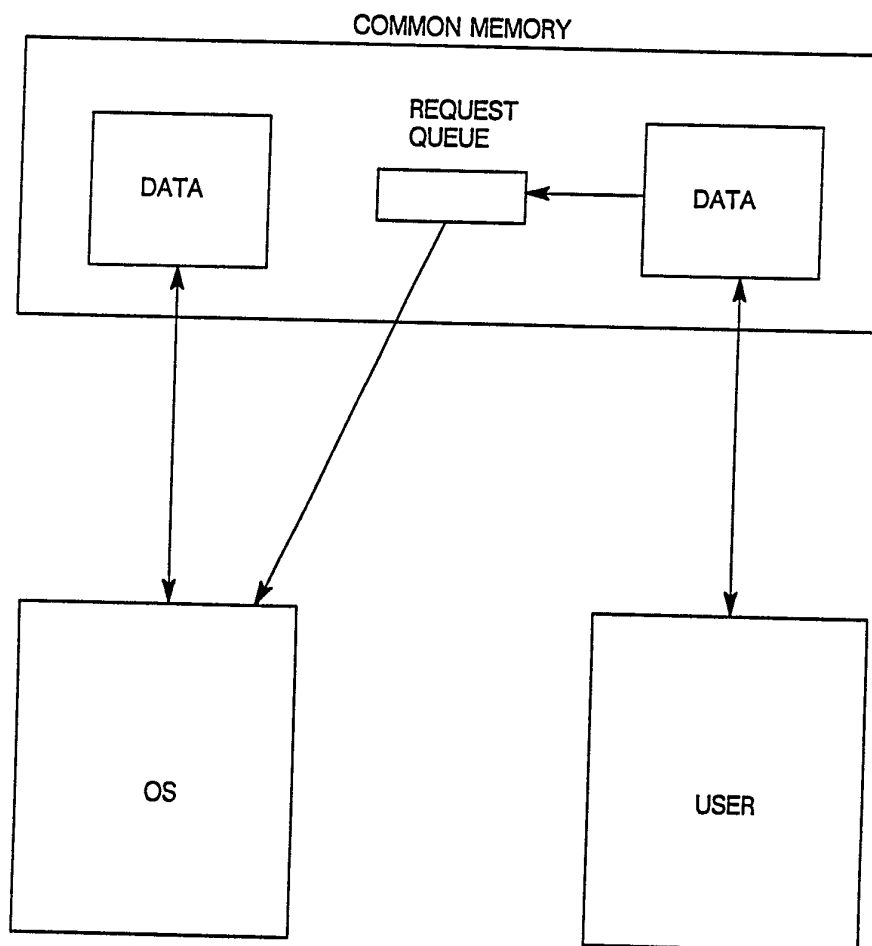 COMMON MEMORY
REQUEST
QUEUE
DATA
DATA
OS
USER